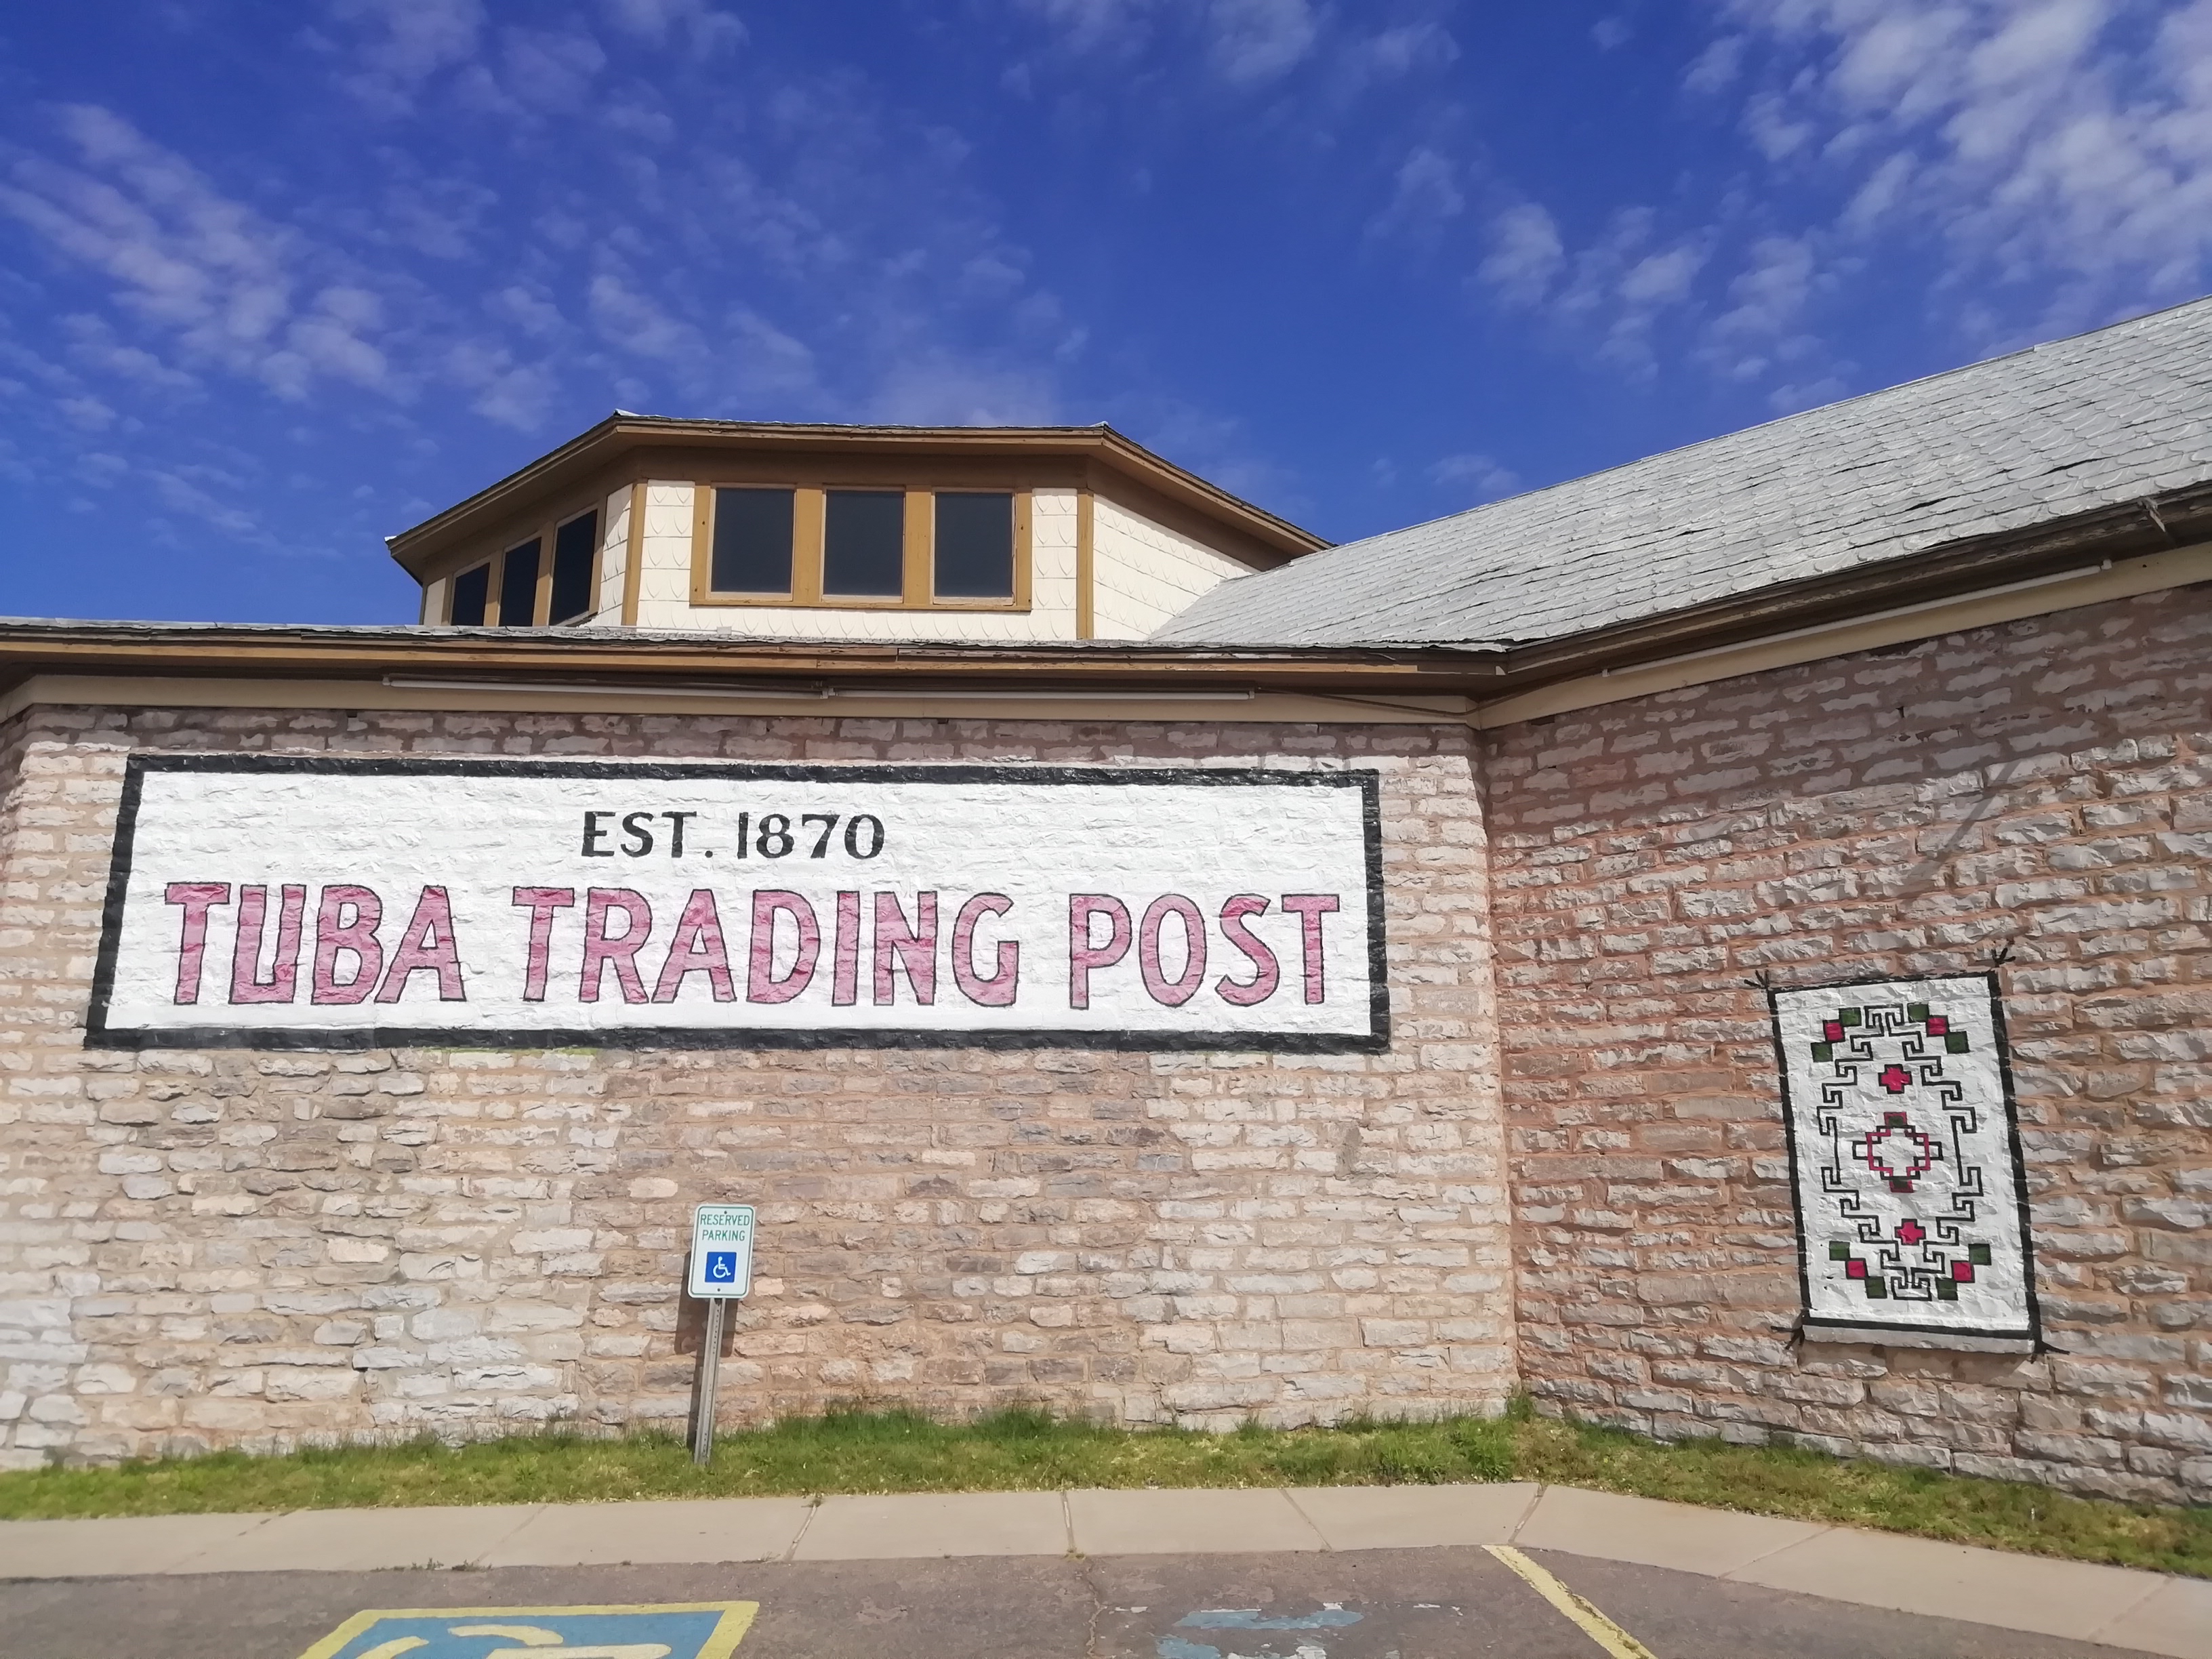 EST. 1870
TUBA TRADING POST
RESERVED
PARKING